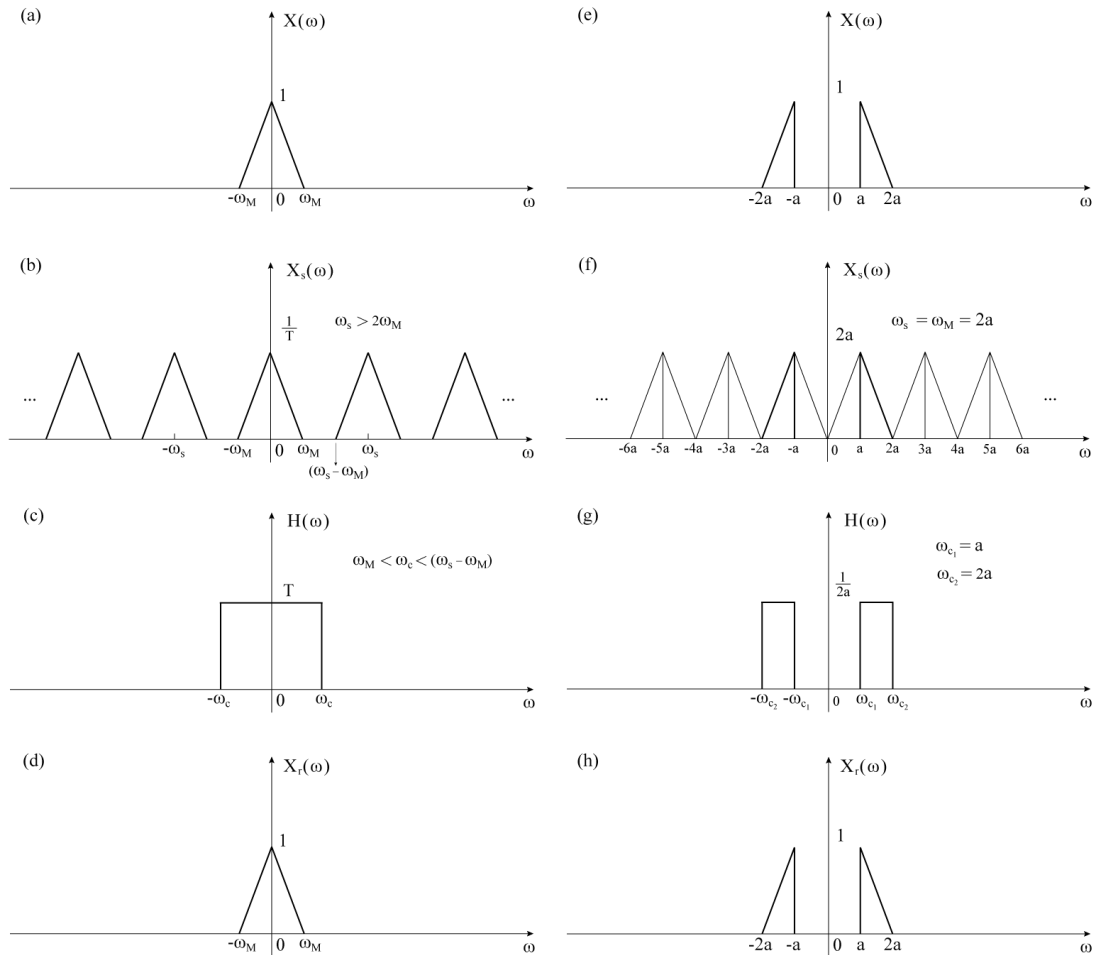 (a)
X(ω)
1
-ω_M 0 ω_M ω
(b)
X_s(ω)
1/T ω_s > 2ω_M
... ...
-ω_s -ω_M 0 ω_M ω_s ω
(ω_s – ω_M)
(c)
H(ω)
ω_M < ω_c < (ω_s – ω_M)
T
-ω_c 0 ω_c ω
(d)
X_r(ω)
1
-ω_M 0 ω_M ω
(e)
X(ω)
1
-2a -a 0 a 2a ω
(f)
X_s(ω)
2a ω_s = ω_M = 2a
... ...
-6a -5a -4a -3a -2a -a 0 a 2a 3a 4a 5a 6a ω
(g)
H(ω)
ω_c₁ = a
ω_c₂ = 2a
1/2a
-ω_c₂ -ω_c₁ 0 ω_c₁ ω_c₂ ω
(h)
X_r(ω)
1
-2a -a 0 a 2a ω